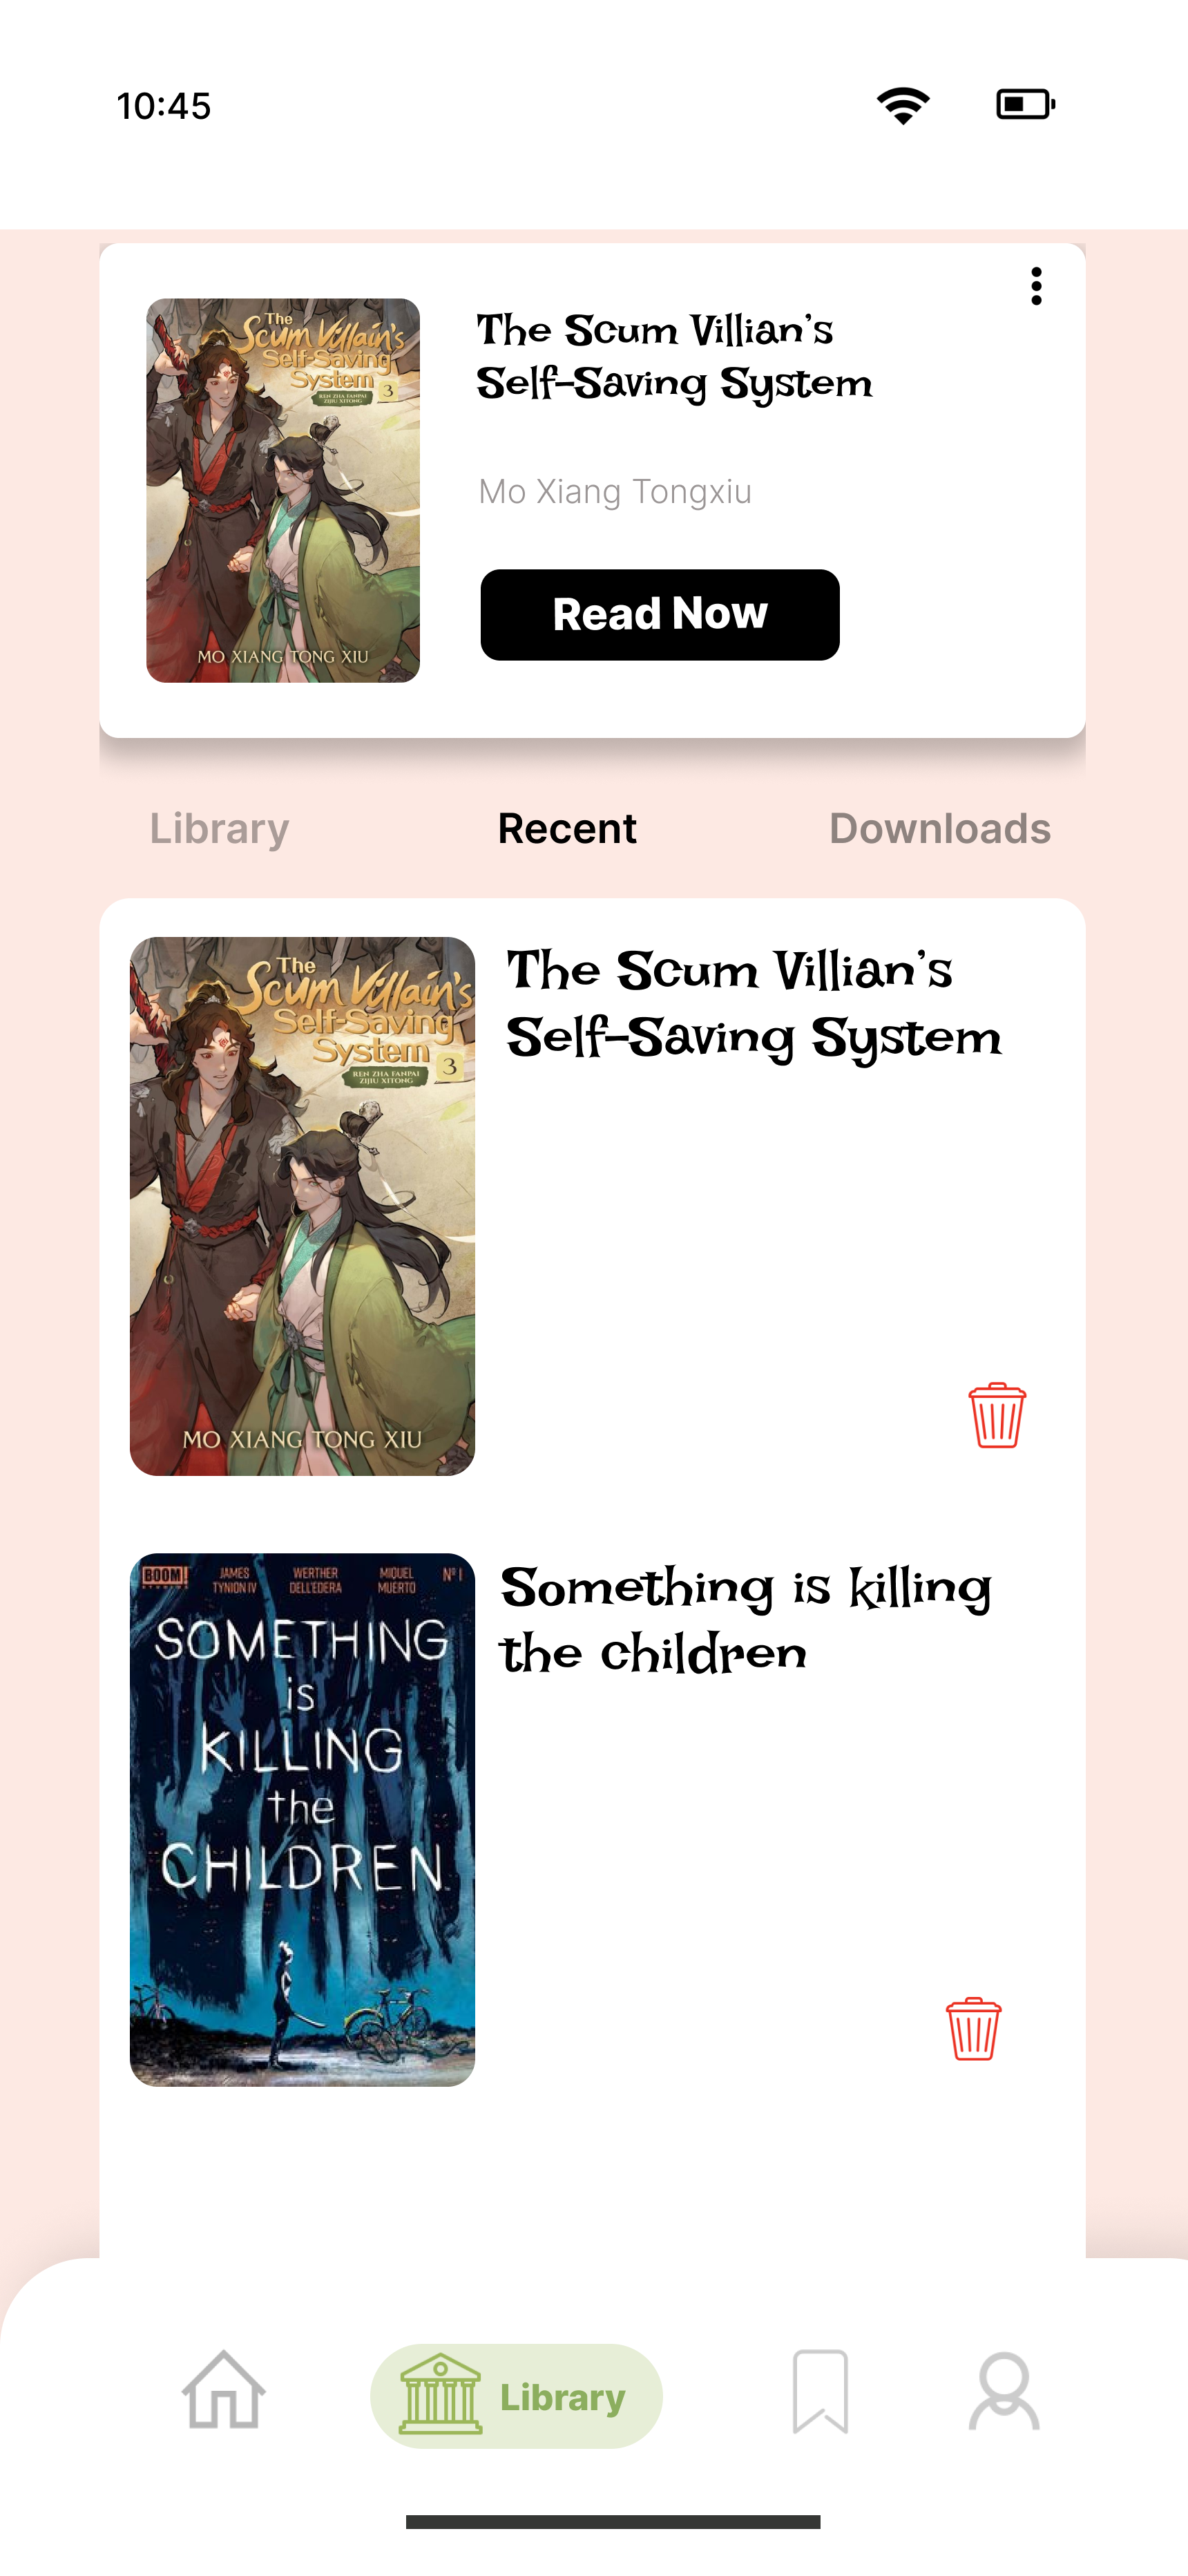 10:45
The
Scum Villain's
Self-Saving
System
3
REN ZHA FANPAI
ZIJIU XITONG
MO XIANG TONG XIU
The Scum Villian's
Self-Saving System
Mo Xiang Tongxiu
Read Now
Library
Recent
Downloads
The
Scum Villain's
Self-Saving
System
3
REN ZHA FANPAI
ZIJIU XITONG
MO XIANG TONG XIU
The Scum Villian's
Self-Saving System
BOOM!
STUDIOS
JAMES
TYNION IV
WERTHER
DELL'EDERA
MIQUEL
MUERTO
Nº 1
SOMETHING
is
KILLING
the
CHILDREN
Something is killing
the children
Library